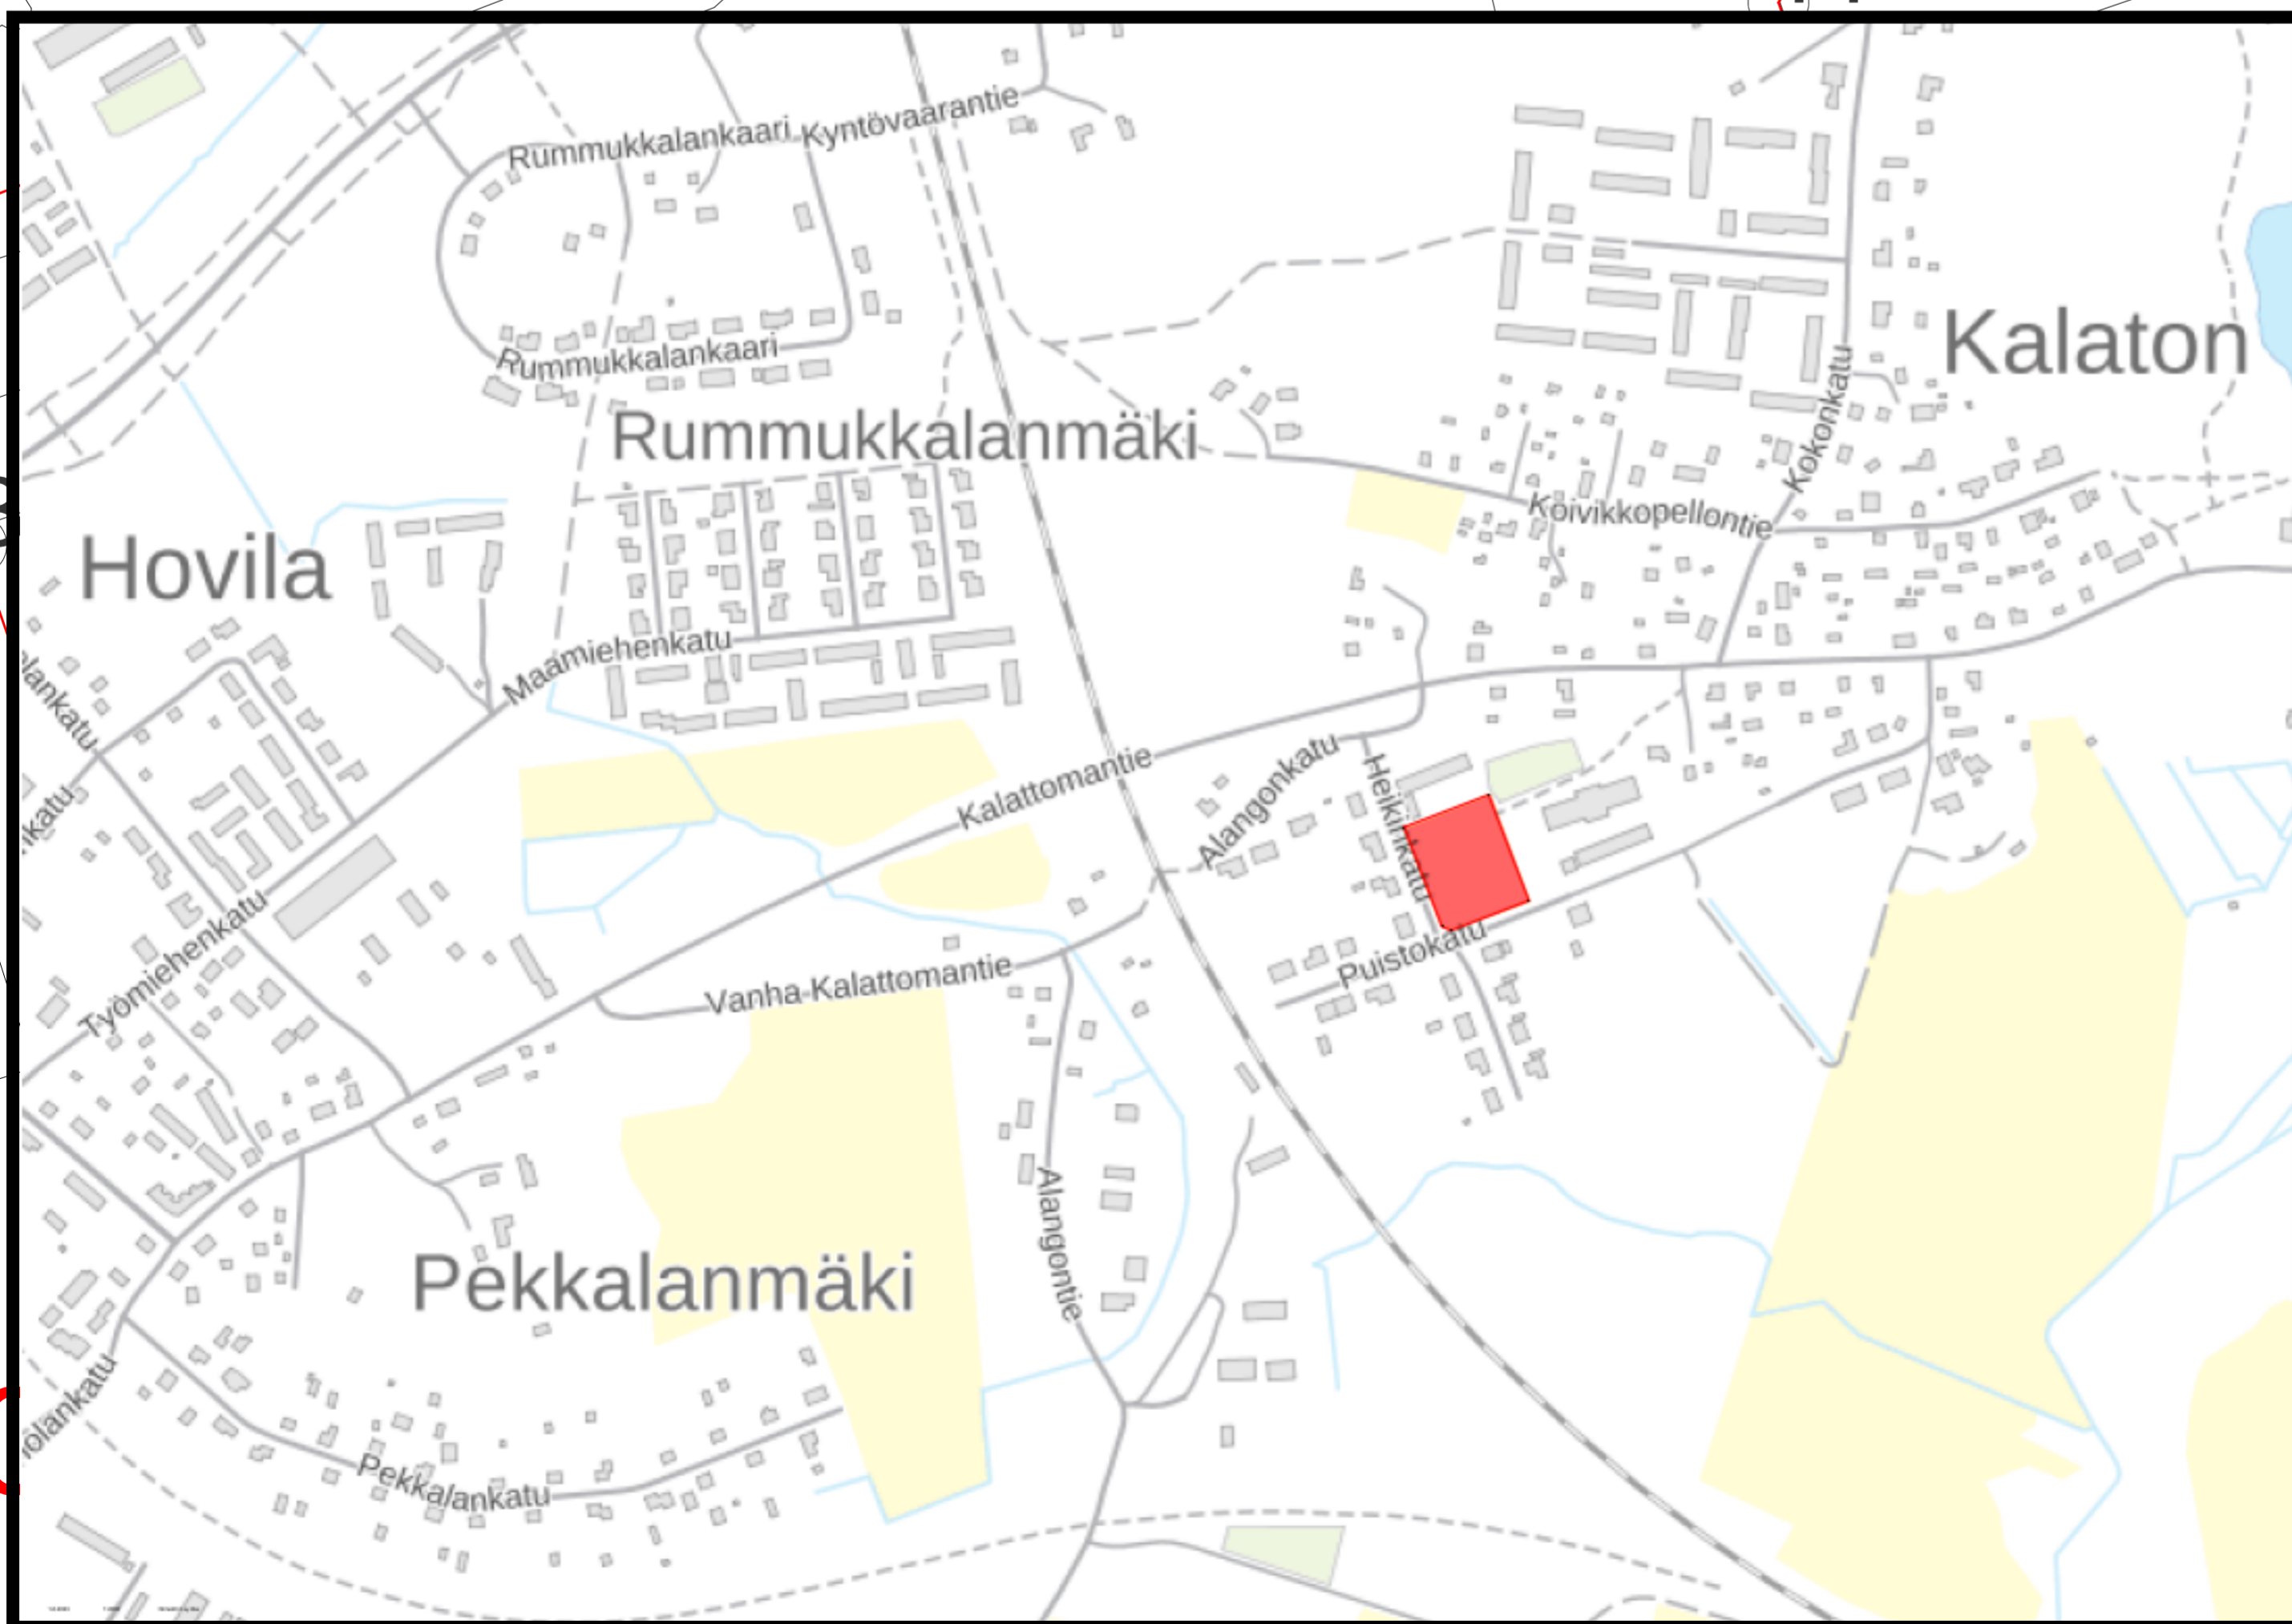 Rummukkalankaari
Kyntövaarantie
Rummukkalankaari
Kalaton
Rummukkalanmäki
Kokonkatu
Koivikkopellontie
Hovila
Maamiehenkatu
Kalattomantie
Alangonkatu
Heikinkatu
Työmiehenkatu
Puistokatu
Vanha Kalattomantie
Alangontie
Pekkalanmäki
Pekkalankatu